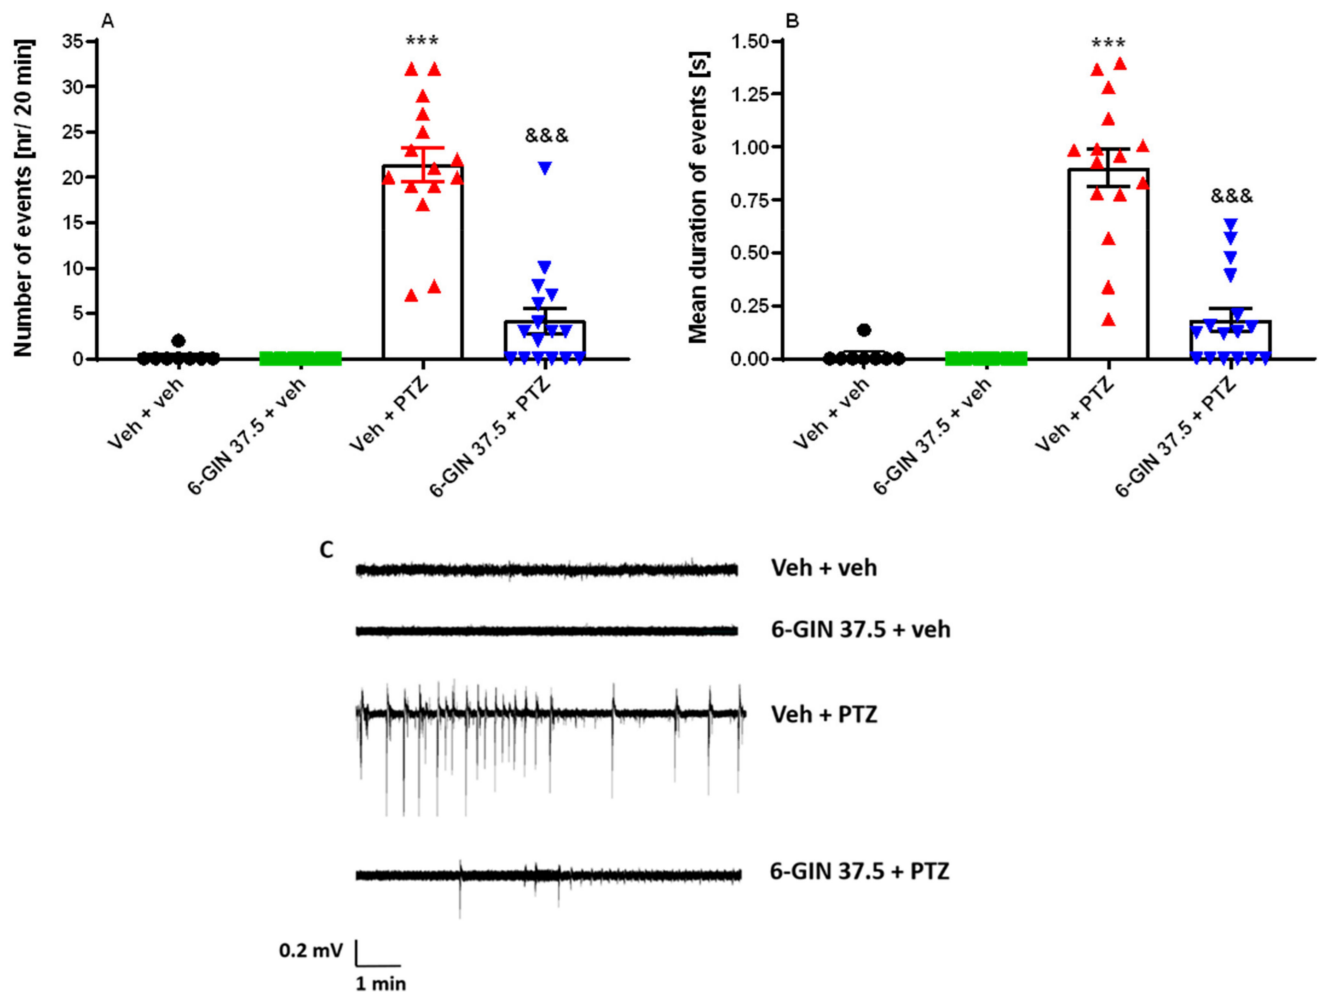 A
Number of events [nr/ 20 min]
35
30
25
20
15
10
5
0
***
&&&
Veh + veh
6-GIN 37.5 + veh
Veh + PTZ
6-GIN 37.5 + PTZ
B
Mean duration of events [s]
1.50
1.25
1.00
0.75
0.50
0.25
0.00
***
&&&
Veh + veh
6-GIN 37.5 + veh
Veh + PTZ
6-GIN 37.5 + PTZ
C
Veh + veh
6-GIN 37.5 + veh
Veh + PTZ
6-GIN 37.5 + PTZ
0.2 mV
1 min